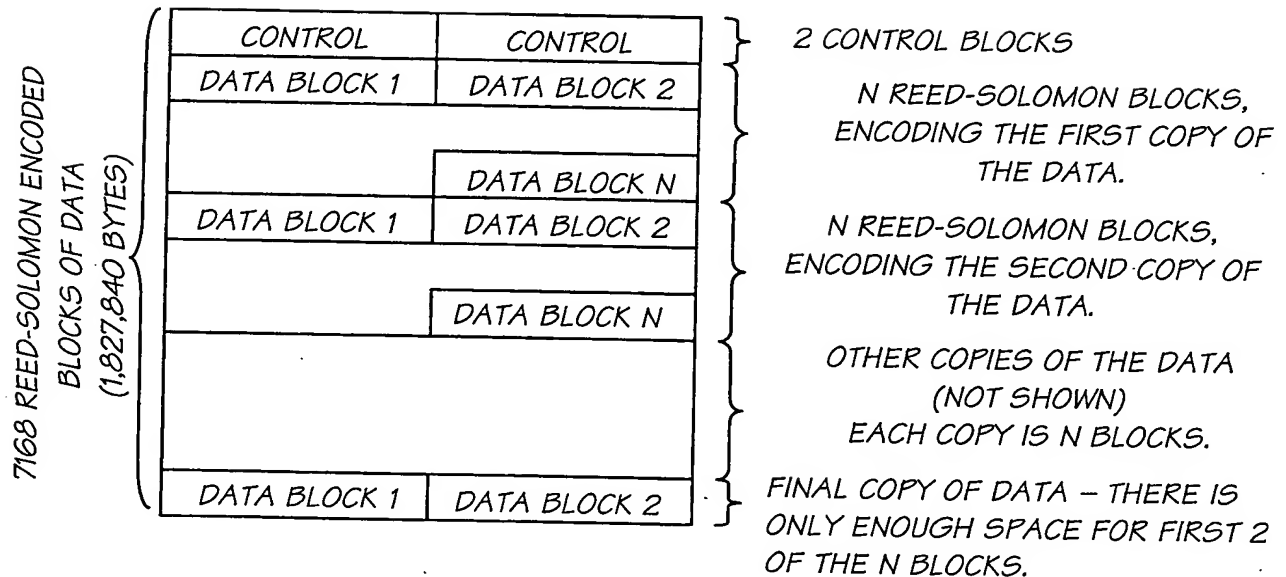 7168 REED-SOLOMON ENCODED
BLOCKS OF DATA
(1,827,840 BYTES)
CONTROL CONTROL
2 CONTROL BLOCKS
DATA BLOCK 1 DATA BLOCK 2
DATA BLOCK N
N REED-SOLOMON BLOCKS,
ENCODING THE FIRST COPY OF
THE DATA.
DATA BLOCK 1 DATA BLOCK 2
DATA BLOCK N
N REED-SOLOMON BLOCKS,
ENCODING THE SECOND COPY OF
THE DATA.
OTHER COPIES OF THE DATA
(NOT SHOWN)
EACH COPY IS N BLOCKS.
DATA BLOCK 1 DATA BLOCK 2
FINAL COPY OF DATA – THERE IS
ONLY ENOUGH SPACE FOR FIRST 2
OF THE N BLOCKS.